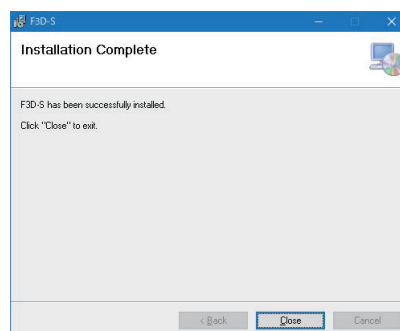 F3D-S
Installation Complete
F3D-S has been successfully installed.
Click "Close" to exit.
< Back
Close
Cancel